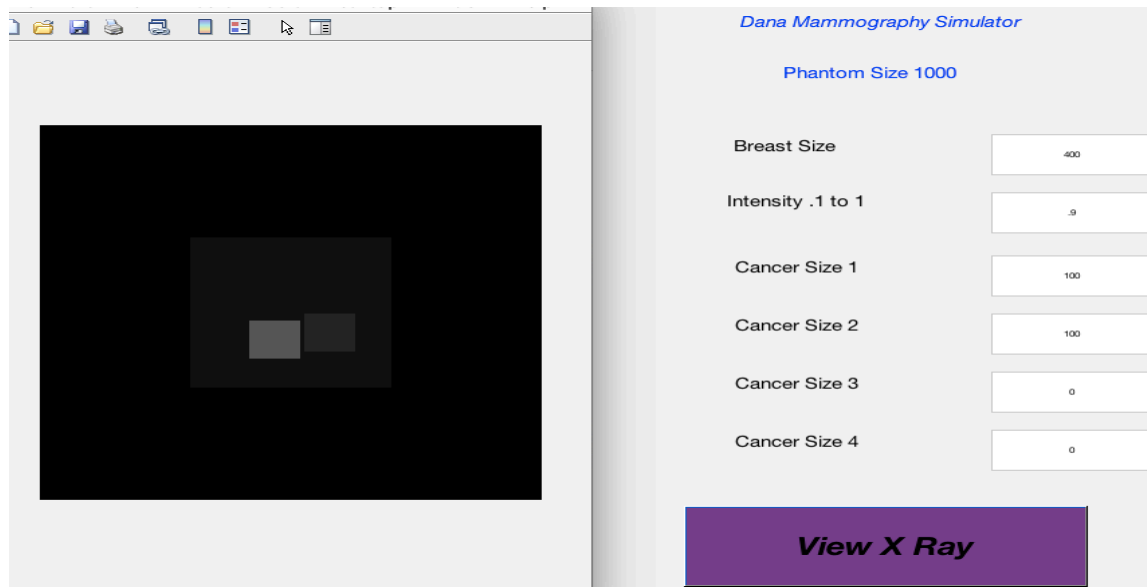 Dana Mammography Simulator
Phantom Size 1000
Breast Size
400
Intensity .1 to 1
.9
Cancer Size 1
100
Cancer Size 2
100
Cancer Size 3
0
Cancer Size 4
0
View X Ray